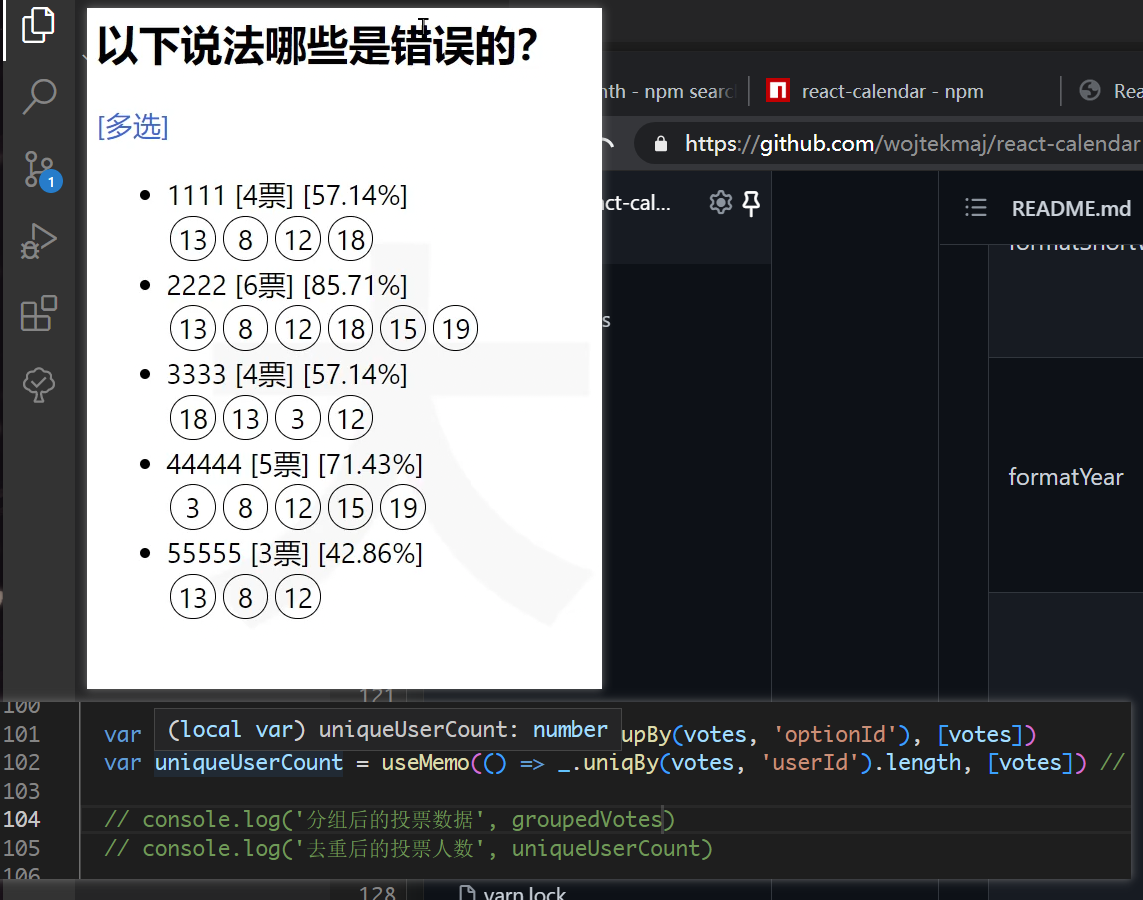 以下说法哪些是错误的?
[多选]
1111 [4票] [57.14%]
13 8 12 18
2222 [6票] [85.71%]
13 8 12 18 15 19
3333 [4票] [57.14%]
18 13 3 12
44444 [5票] [71.43%]
3 8 12 15 19
55555 [3票] [42.86%]
13 8 12
1
nth - npm searc
react-calendar - npm
Rea
https://github.com/wojtekmaj/react-calendar
ct-cal...
README.md
s
formatYear
121
100
(local var) uniqueUserCount: number
101 var upBy(votes, 'optionId'), [votes])
102 var uniqueUserCount = useMemo(() => _.uniqBy(votes, 'userId').length, [votes]) //
103
104 // console.log('分组后的投票数据', groupedVotes)
105 // console.log('去重后的投票人数', uniqueUserCount)
106
128
yarn.lock